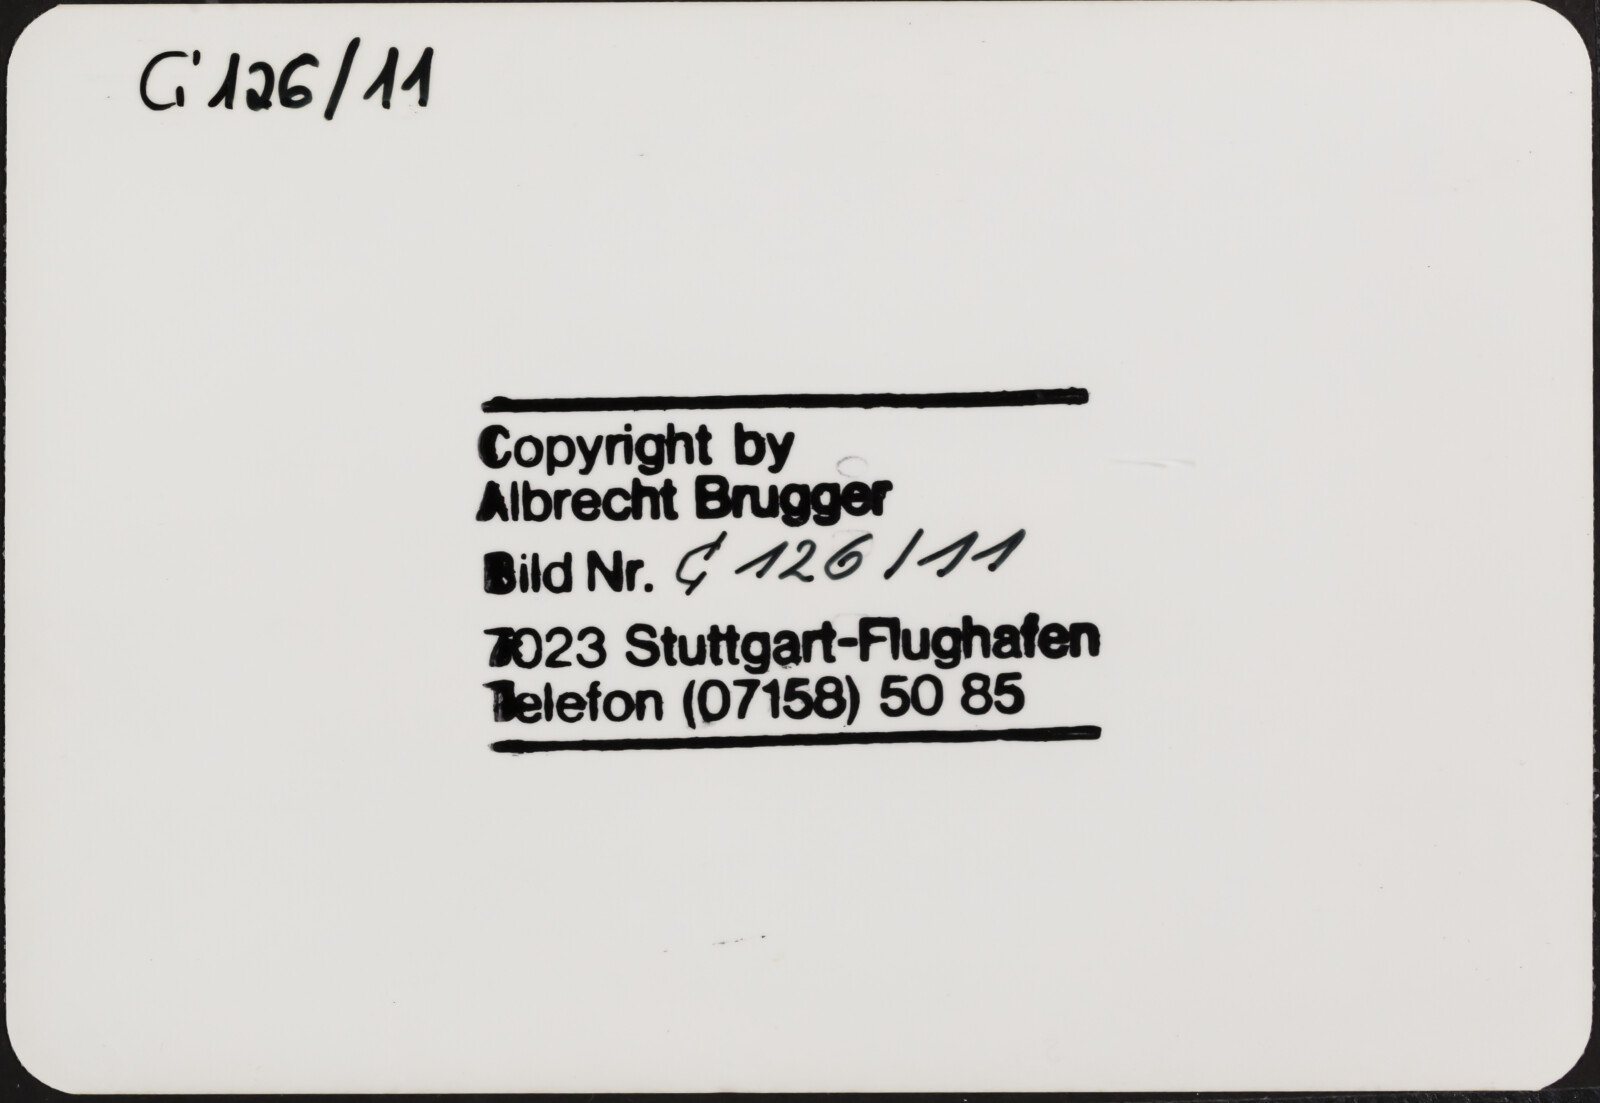 G 126/11
Copyright by
Albrecht Brugger
Bild Nr. G 126/11
7023 Stuttgart-Flughafen
Telefon (07158) 50 85